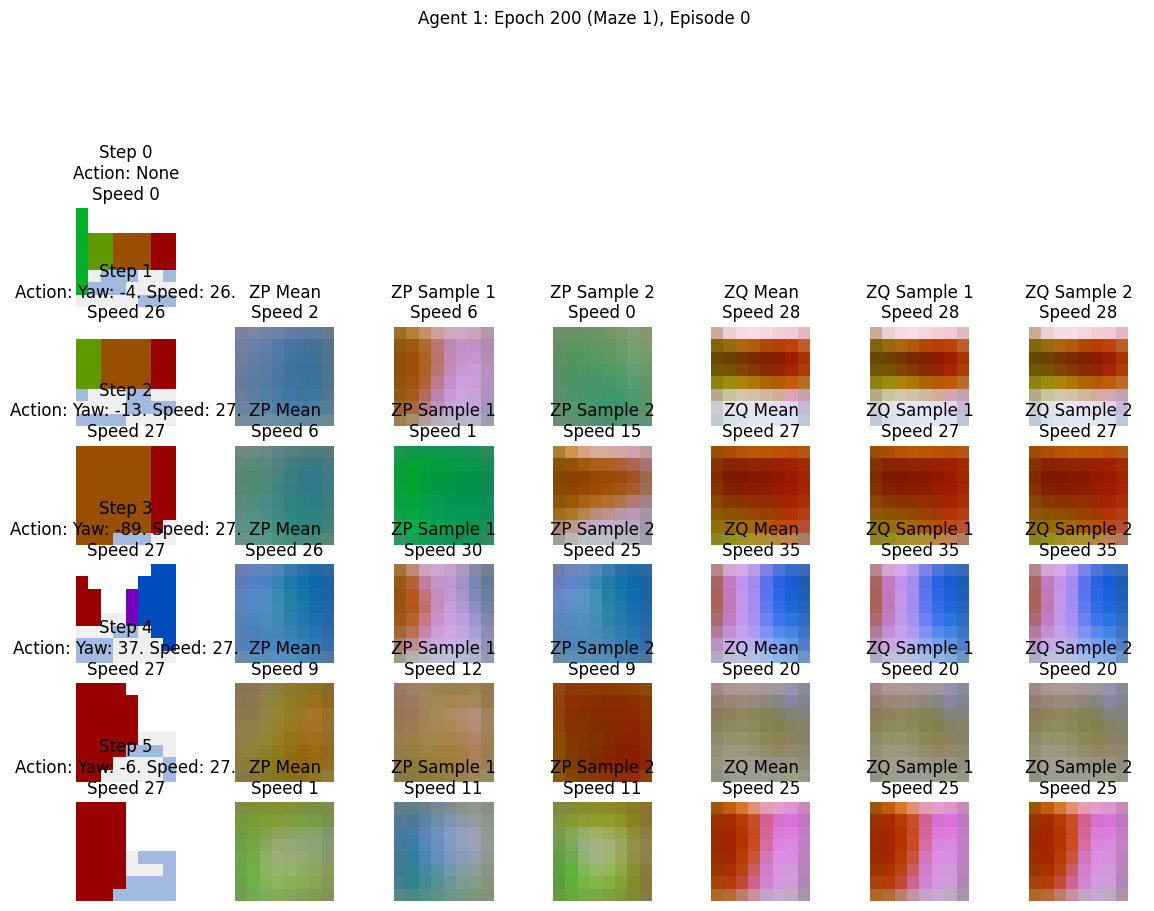 Agent 1: Epoch 200 (Maze 1), Episode 0
Step 0
Action: None
Speed 0
Step 1
Action: Yaw: -4. Speed: 26.
Speed 26
ZP Mean
Speed 2
ZP Sample 1
Speed 6
ZP Sample 2
Speed 0
ZQ Mean
Speed 28
ZQ Sample 1
Speed 28
ZQ Sample 2
Speed 28
Step 2
Action: Yaw: -13. Speed: 27.
Speed 27
ZP Mean
Speed 6
ZP Sample 1
Speed 1
ZP Sample 2
Speed 15
ZQ Mean
Speed 27
ZQ Sample 1
Speed 27
ZQ Sample 2
Speed 27
Step 3
Action: Yaw: -89. Speed: 27.
Speed 27
ZP Mean
Speed 26
ZP Sample 1
Speed 30
ZP Sample 2
Speed 25
ZQ Mean
Speed 35
ZQ Sample 1
Speed 35
ZQ Sample 2
Speed 35
Step 4
Action: Yaw: 37. Speed: 27.
Speed 27
ZP Mean
Speed 9
ZP Sample 1
Speed 12
ZP Sample 2
Speed 9
ZQ Mean
Speed 20
ZQ Sample 1
Speed 20
ZQ Sample 2
Speed 20
Step 5
Action: Yaw: -6. Speed: 27.
Speed 27
ZP Mean
Speed 1
ZP Sample 1
Speed 11
ZP Sample 2
Speed 11
ZQ Mean
Speed 25
ZQ Sample 1
Speed 25
ZQ Sample 2
Speed 25